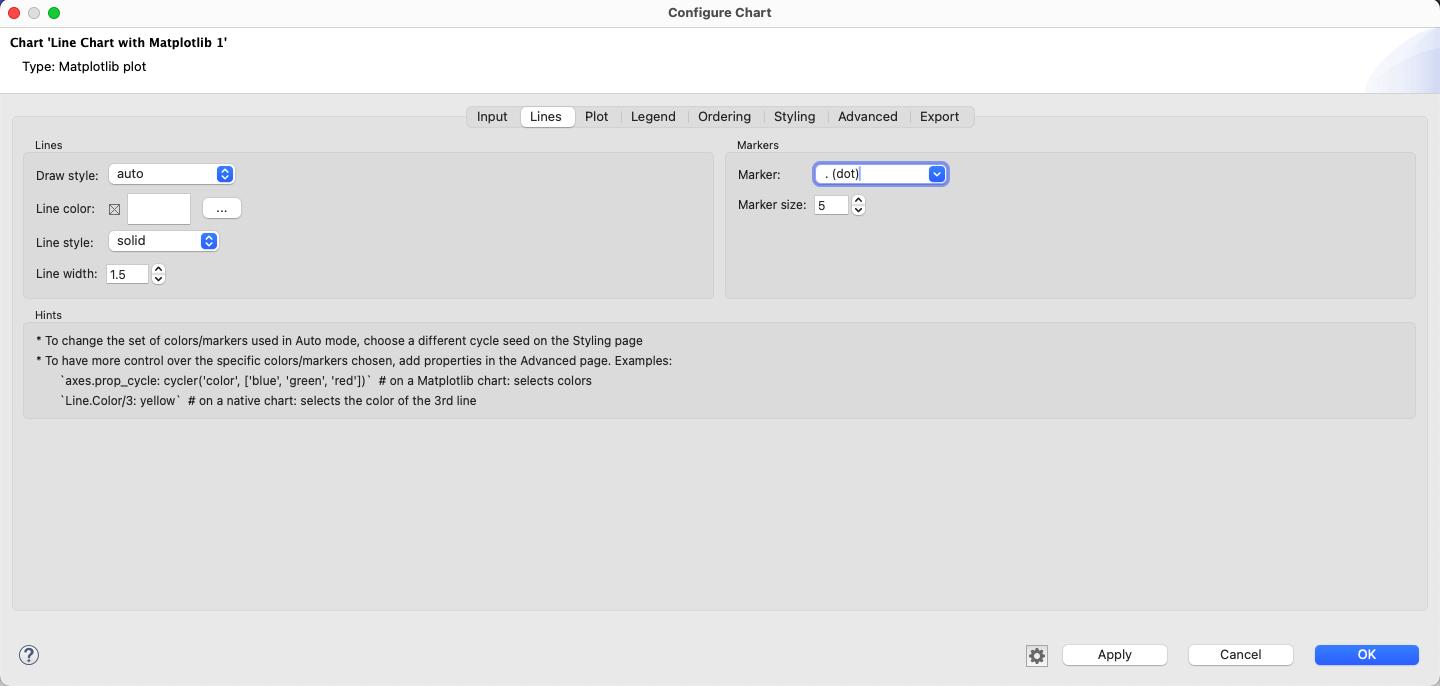 Configure Chart
Chart 'Line Chart with Matplotlib 1'
Type: Matplotlib plot
Input Lines Plot Legend Ordering Styling Advanced Export
Lines
Draw style: auto
Line color: ...
Line style: solid
Line width: 1.5
Markers
Marker: . (dot)
Marker size: 5
Hints
* To change the set of colors/markers used in Auto mode, choose a different cycle seed on the Styling page
* To have more control over the specific colors/markers chosen, add properties in the Advanced page. Examples:
`axes.prop_cycle: cycler('color', ['blue', 'green', 'red'])` # on a Matplotlib chart: selects colors
`Line.Color/3: yellow` # on a native chart: selects the color of the 3rd line
? Apply Cancel OK